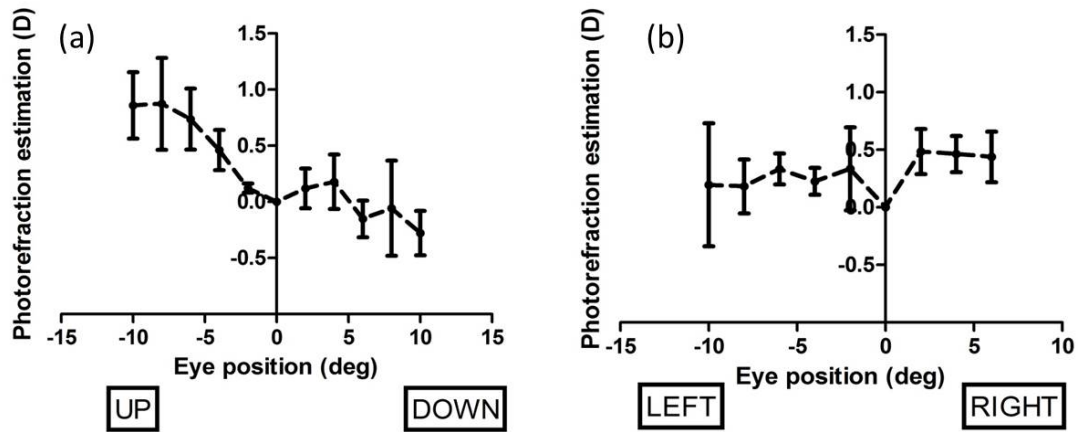 (a)
Photorefraction estimation (D)
1.5
1.0
0.5
0.0
-0.5
-15 -10 -5 0 5 10 15
Eye position (deg)
UP DOWN
(b)
Photorefraction estimation (D)
1.5
1.0
0.5
0.0
-0.5
-15 -10 -5 0 5 10
Eye position (deg)
LEFT RIGHT